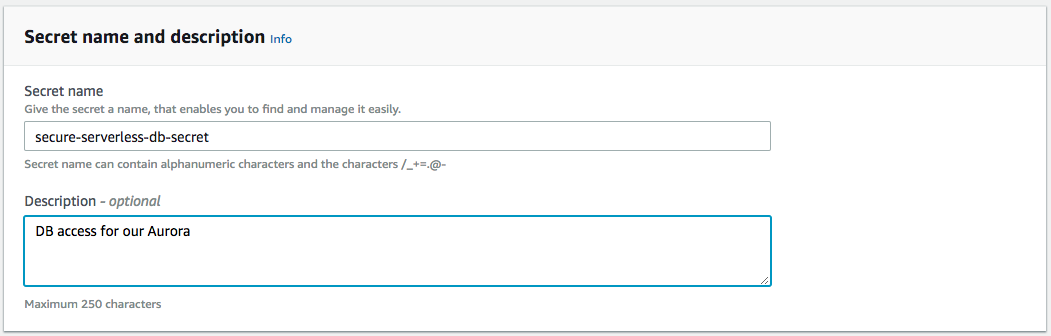 Secret name and description Info
Secret name
Give the secret a name, that enables you to find and manage it easily.
secure-serverless-db-secret
Secret name can contain alphanumeric characters and the characters /_+=.@-
Description - optional
DB access for our Aurora
Maximum 250 characters